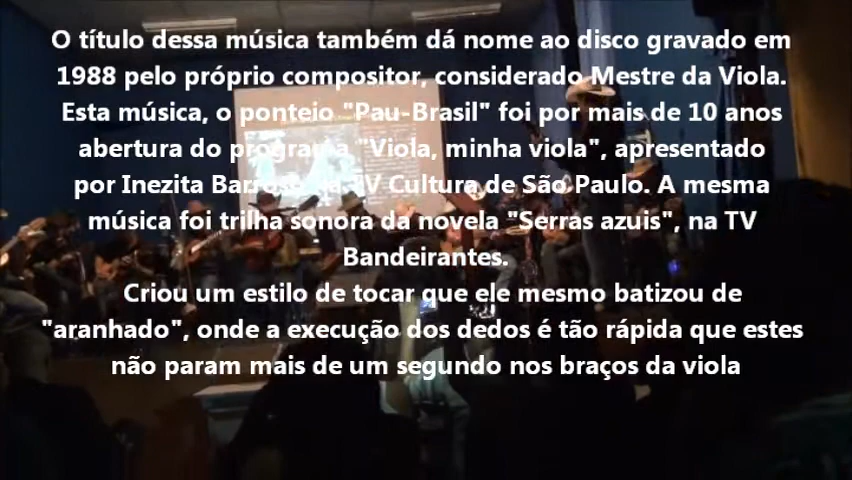 O título dessa música também dá nome ao disco gravado em
1988 pelo próprio compositor, considerado Mestre da Viola.
Esta música, o ponteio "Pau-Brasil" foi por mais de 10 anos
abertura do programa "Viola, minha viola", apresentado
por Inezita Barroso na TV Cultura de São Paulo. A mesma
música foi trilha sonora da novela "Serras azuis", na TV
Bandeirantes.
Criou um estilo de tocar que ele mesmo batizou de
"aranhado", onde a execução dos dedos é tão rápida que estes
não param mais de um segundo nos braços da viola